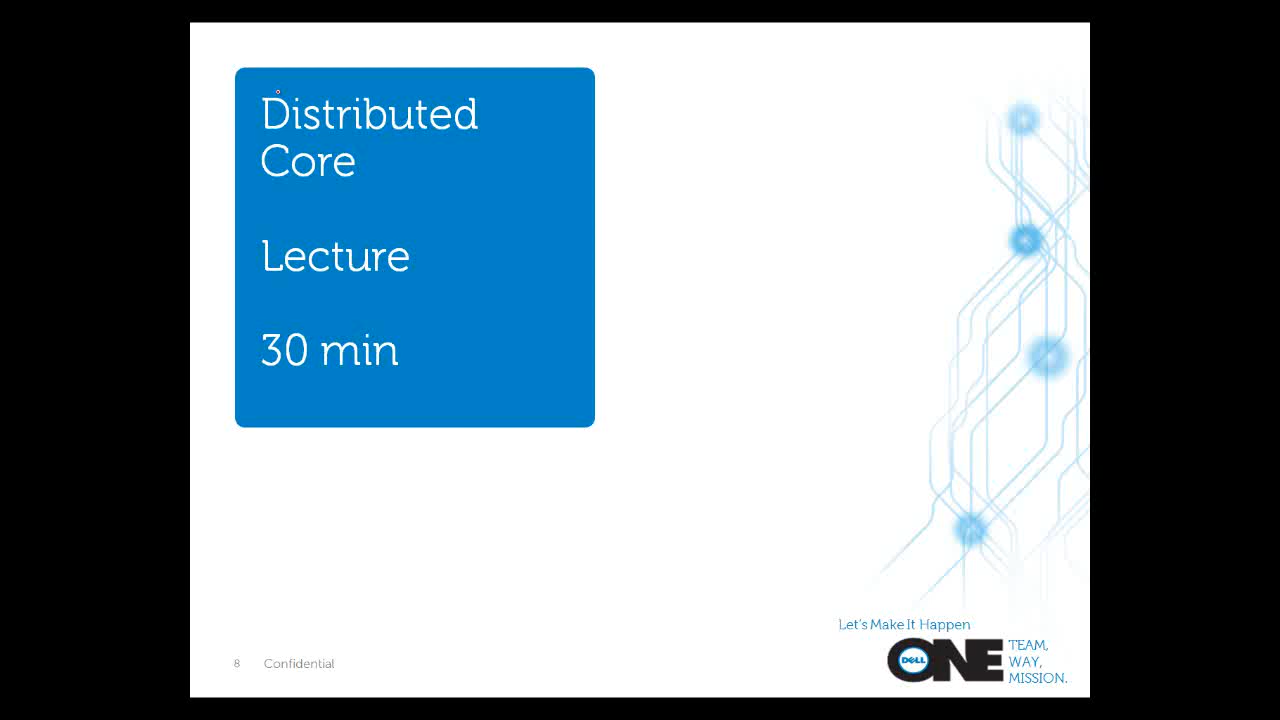 Distributed
Core
Lecture
30 min
Let's Make It Happen
DELL
ONE
TEAM,
WAY,
MISSION.
8 Confidential